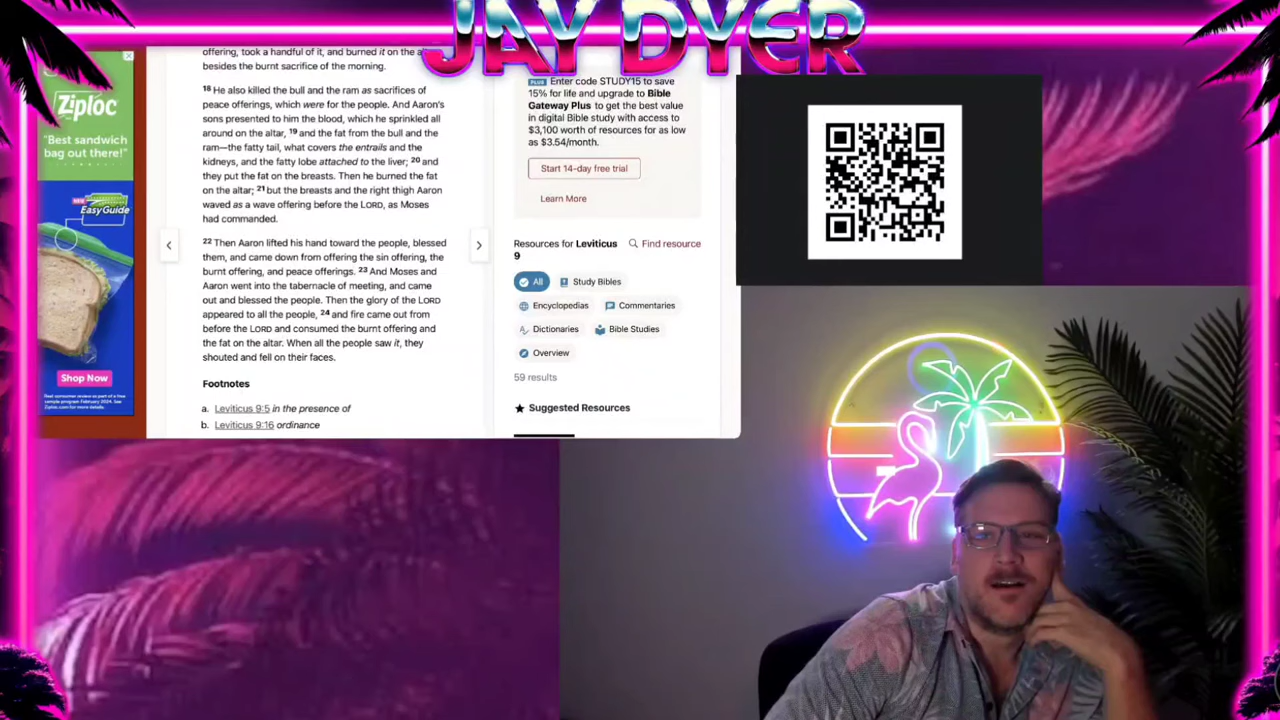 JAY DYER
offering, took a handful of it, and burned it on the
besides the burnt sacrifice of the morning.
18 He also killed the bull and the ram as sacrifices of
peace offerings, which were for the people. And Aaron's
sons presented to him the blood, which he sprinkled all
around on the altar, 19 and the fat from the bull and the
ram—the fatty tail, what covers the entrails and the
kidneys, and the fatty lobe attached to the liver; 20 and
they put the fat on the breasts. Then he burned the fat
on the altar; 21 but the breasts and the right thigh Aaron
waved as a wave offering before the LORD, as Moses
had commanded.
22 Then Aaron lifted his hand toward the people, blessed
them, and came down from offering the sin offering, the
burnt offering, and peace offerings. 23 And Moses and
Aaron went into the tabernacle of meeting, and came
out and blessed the people. Then the glory of the LORD
appeared to all the people, 24 and fire came out from
before the LORD and consumed the burnt offering and
the fat on the altar. When all the people saw it, they
shouted and fell on their faces.
Footnotes
a. Leviticus 9:5 in the presence of
b. Leviticus 9:16 ordinance
Ziploc
"Best sandwich
bag out there!"
NEW
EasyGuide
Shop Now
PLUS Enter code STUDY15 to save
15% for life and upgrade to Bible
Gateway Plus to get the best value
in digital Bible study with access to
$3,100 worth of resources for as low
as $3.54/month.
Start 14-day free trial
Learn More
Resources for Leviticus
9
Find resource
All
Study Bibles
Encyclopedias
Commentaries
Dictionaries
Bible Studies
Overview
59 results
Suggested Resources